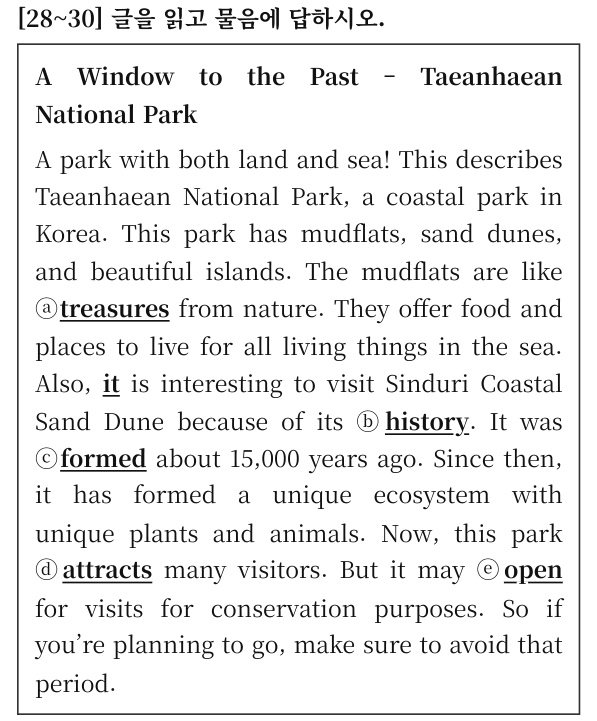 [28~30] 글을 읽고 물음에 답하시오.
A Window to the Past – Taeanhaean
National Park
A park with both land and sea! This describes
Taeanhaean National Park, a coastal park in
Korea. This park has mudflats, sand dunes,
and beautiful islands. The mudflats are like
ⓐtreasures from nature. They offer food and
places to live for all living things in the sea.
Also, it is interesting to visit Sinduri Coastal
Sand Dune because of its ⓑ history. It was
ⓒformed about 15,000 years ago. Since then,
it has formed a unique ecosystem with
unique plants and animals. Now, this park
ⓓ attracts many visitors. But it may ⓔ open
for visits for conservation purposes. So if
you’re planning to go, make sure to avoid that
period.